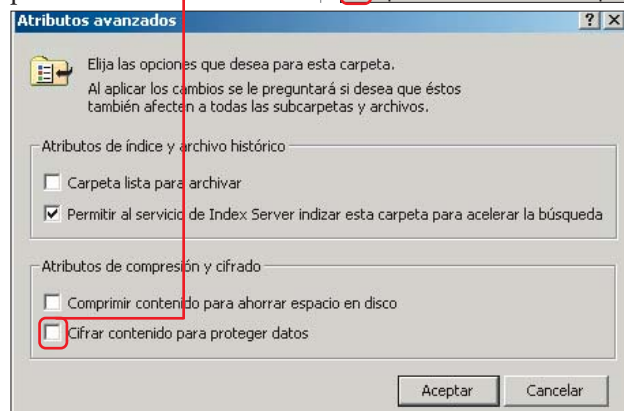 Atributos avanzados
Elija las opciones que desea para esta carpeta.
Al aplicar los cambios se le preguntará si desea que éstos
también afecten a todas las subcarpetas y archivos.
Atributos de índice y archivo histórico
Carpeta lista para archivar
Permitir al servicio de Index Server indizar esta carpeta para acelerar la búsqueda
Atributos de compresión y cifrado
Comprimir contenido para ahorrar espacio en disco
Cifrar contenido para proteger datos
Aceptar Cancelar